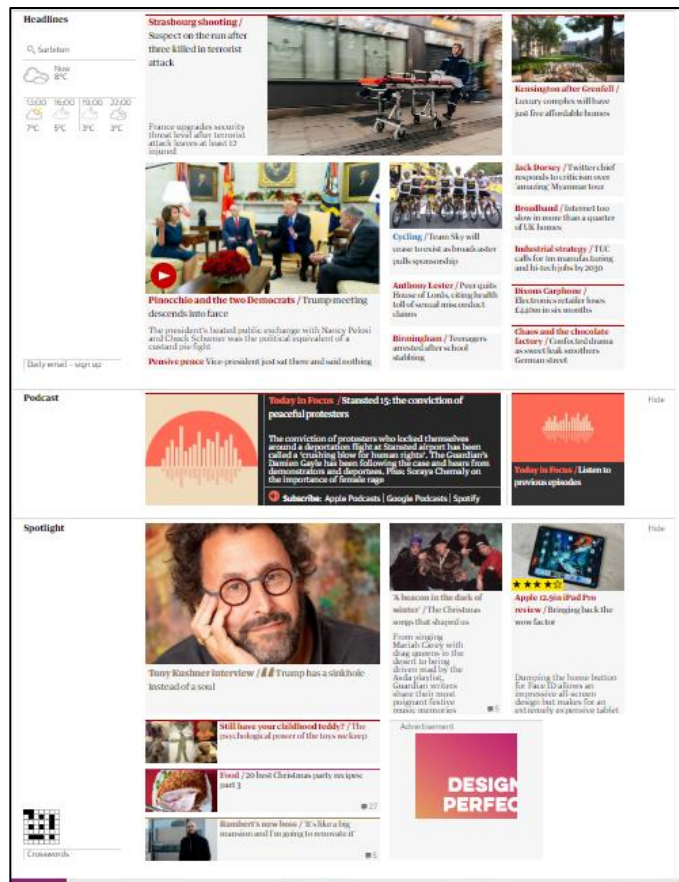 Headlines
Surbiton
Now
8°C
13:00 16:00 19:00 22:00
7°C 5°C 3°C 3°C
Daily email – sign up
Strasbourg shooting /
Suspect on the run after
three killed in terrorist
attack
France upgrades security
threat level after terrorist
attack leaves at least 12
injured
Kensington after Grenfell /
Luxury complex will have
just five affordable homes
Pinocchio and the two Democrats / Trump meeting
descends into farce
The president's heated public exchange with Nancy Pelosi
and Chuck Schumer was the political equivalent of a
custard pie fight
Pensive pence Vice-president just sat there and said nothing
Cycling / Team Sky will
cease to exist as broadcaster
pulls sponsorship
Anthony Lester / Peer quits
House of Lords, citing health
toll of sexual misconduct
claims
Birmingham / Teenagers
arrested after school
stabbing
Jack Dorsey / Twitter chief
responds to criticism over
'amazing' Myanmar tour
Broadband / Internet too
slow in more than a quarter
of UK homes
Industrial strategy / TUC
calls for 1m manufacturing
and hi-tech jobs by 2030
Dixons Carphone /
Electronics retailer loses
£440m in six months
Chaos and the chocolate
factory / Confected drama
as sweet leak smothers
German street
Podcast
Hide
Today in Focus / Stansted 15: the conviction of
peaceful protesters
The conviction of protesters who locked themselves
around a deportation flight at Stansted airport has been
called a 'crushing blow for human rights'. The Guardian's
Damien Gayle has been following the case and hears from
demonstrators and deportees. Plus: Soraya Chemaly on
the importance of female rage
Subscribe: Apple Podcasts | Google Podcasts | Spotify
Today in Focus / Listen to
previous episodes
Spotlight
Hide
Tony Kushner interview / “ Trump has a sinkhole
instead of a soul
'A beacon in the dark of
winter' / The Christmas
songs that shaped us
From singing
Mariah Carey with
drag queens in the
desert to being
driven mad by the
Asda playlist,
Guardian writers
share their most
poignant festive
music memories
5
Apple 12.9in iPad Pro
review / Bringing back the
wow factor
Dumping the home button
for Face ID allows an
impressive all-screen
design but makes for an
extremely expensive tablet
Still have your childhood teddy? / The
psychological power of the toys we keep
Food / 20 best Christmas party recipes:
part 3
27
Rambert's new boss / 'It's like a big
mansion and I'm going to renovate it'
5
Advertisement
DESIGN
PERFEC
Crosswords